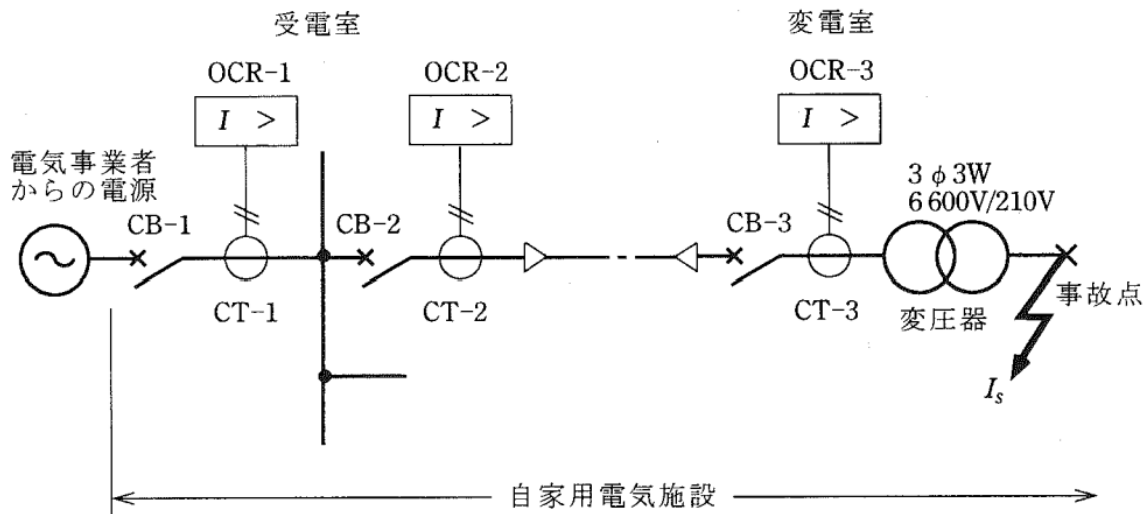 受電室
変電室
OCR-1
OCR-2
OCR-3
I >
I >
I >
電気事業者
からの電源
3φ3W
6 600V/210V
CB-1
CB-2
CB-3
CT-1
CT-2
CT-3
変圧器
事故点
Is
自家用電気施設